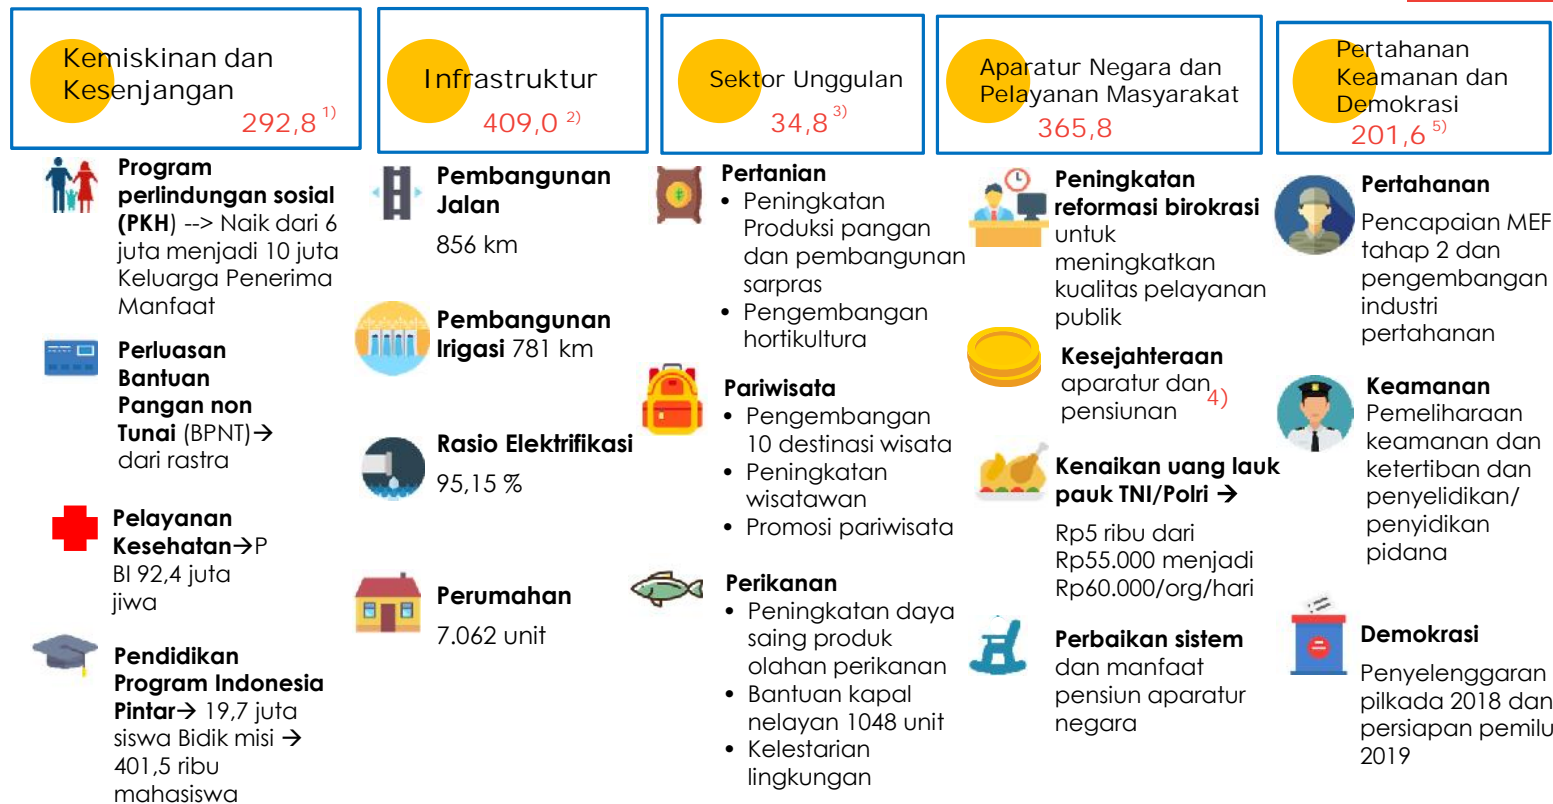 Kemiskinan dan
Kesenjangan
292,8 1)
Program
perlindungan sosial
(PKH) --> Naik dari 6
juta menjadi 10 juta
Keluarga Penerima
Manfaat
Perluasan
Bantuan
Pangan non
Tunai (BPNT)→
dari rastra
Pelayanan
Kesehatan→P
BI 92,4 juta
jiwa
Pendidikan
Program Indonesia
Pintar→ 19,7 juta
siswa Bidik misi →
401,5 ribu
mahasiswa
Infrastruktur
409,0 2)
Pembangunan
Jalan
856 km
Pembangunan
Irigasi 781 km
Rasio Elektrifikasi
95,15 %
Perumahan
7.062 unit
Sektor Unggulan
34,8 3)
Pertanian
• Peningkatan
Produksi pangan
dan pembangunan
sarpras
• Pengembangan
hortikultura
Pariwisata
• Pengembangan
10 destinasi wisata
• Peningkatan
wisatawan
• Promosi pariwisata
Perikanan
• Peningkatan daya
saing produk
olahan perikanan
• Bantuan kapal
nelayan 1048 unit
• Kelestarian
lingkungan
Aparatur Negara dan
Pelayanan Masyarakat
365,8
Peningkatan
reformasi birokrasi
untuk
meningkatkan
kualitas pelayanan
publik
Kesejahteraan
aparatur dan
pensiunan 4)
Kenaikan uang lauk
pauk TNI/Polri →
Rp5 ribu dari
Rp55.000 menjadi
Rp60.000/org/hari
Perbaikan sistem
dan manfaat
pensiun aparatur
negara
Pertahanan
Keamanan dan
Demokrasi
201,6 5)
Pertahanan
Pencapaian MEF
tahap 2 dan
pengembangan
industri
pertahanan
Keamanan
Pemeliharaan
keamanan dan
ketertiban dan
penyelidikan/
penyidikan
pidana
Demokrasi
Penyelenggaran
pilkada 2018 dan
persiapan pemilu
2019